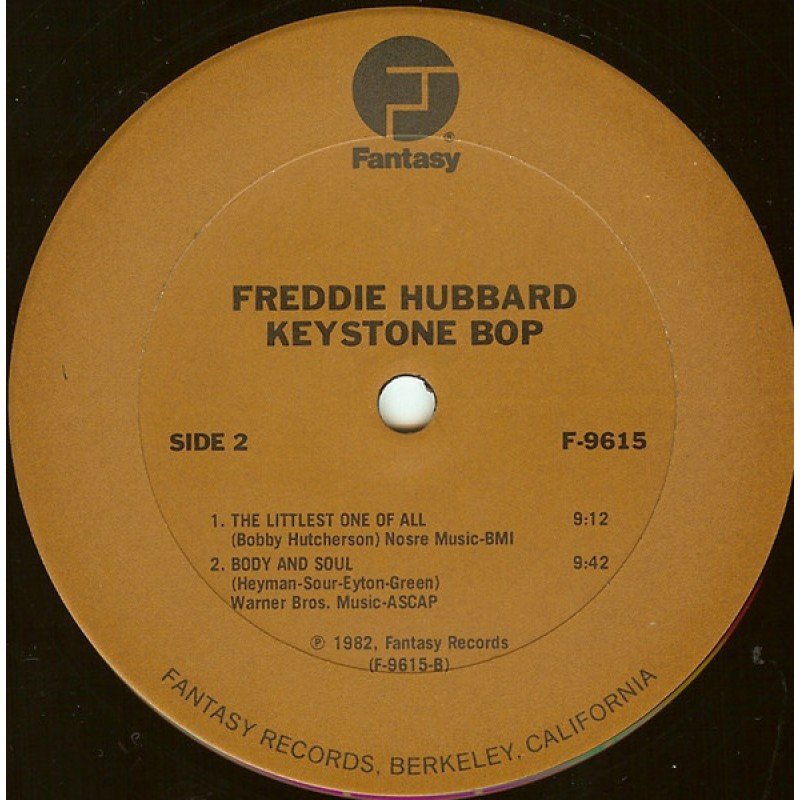 ®
Fantasy
FREDDIE HUBBARD
KEYSTONE BOP
SIDE 2 F-9615
1. THE LITTLEST ONE OF ALL 9:12
(Bobby Hutcherson) Nosre Music-BMI
2. BODY AND SOUL 9:42
(Heyman-Sour-Eyton-Green)
Warner Bros. Music-ASCAP
℗ 1982, Fantasy Records
(F-9615-B)
FANTASY RECORDS, BERKELEY, CALIFORNIA